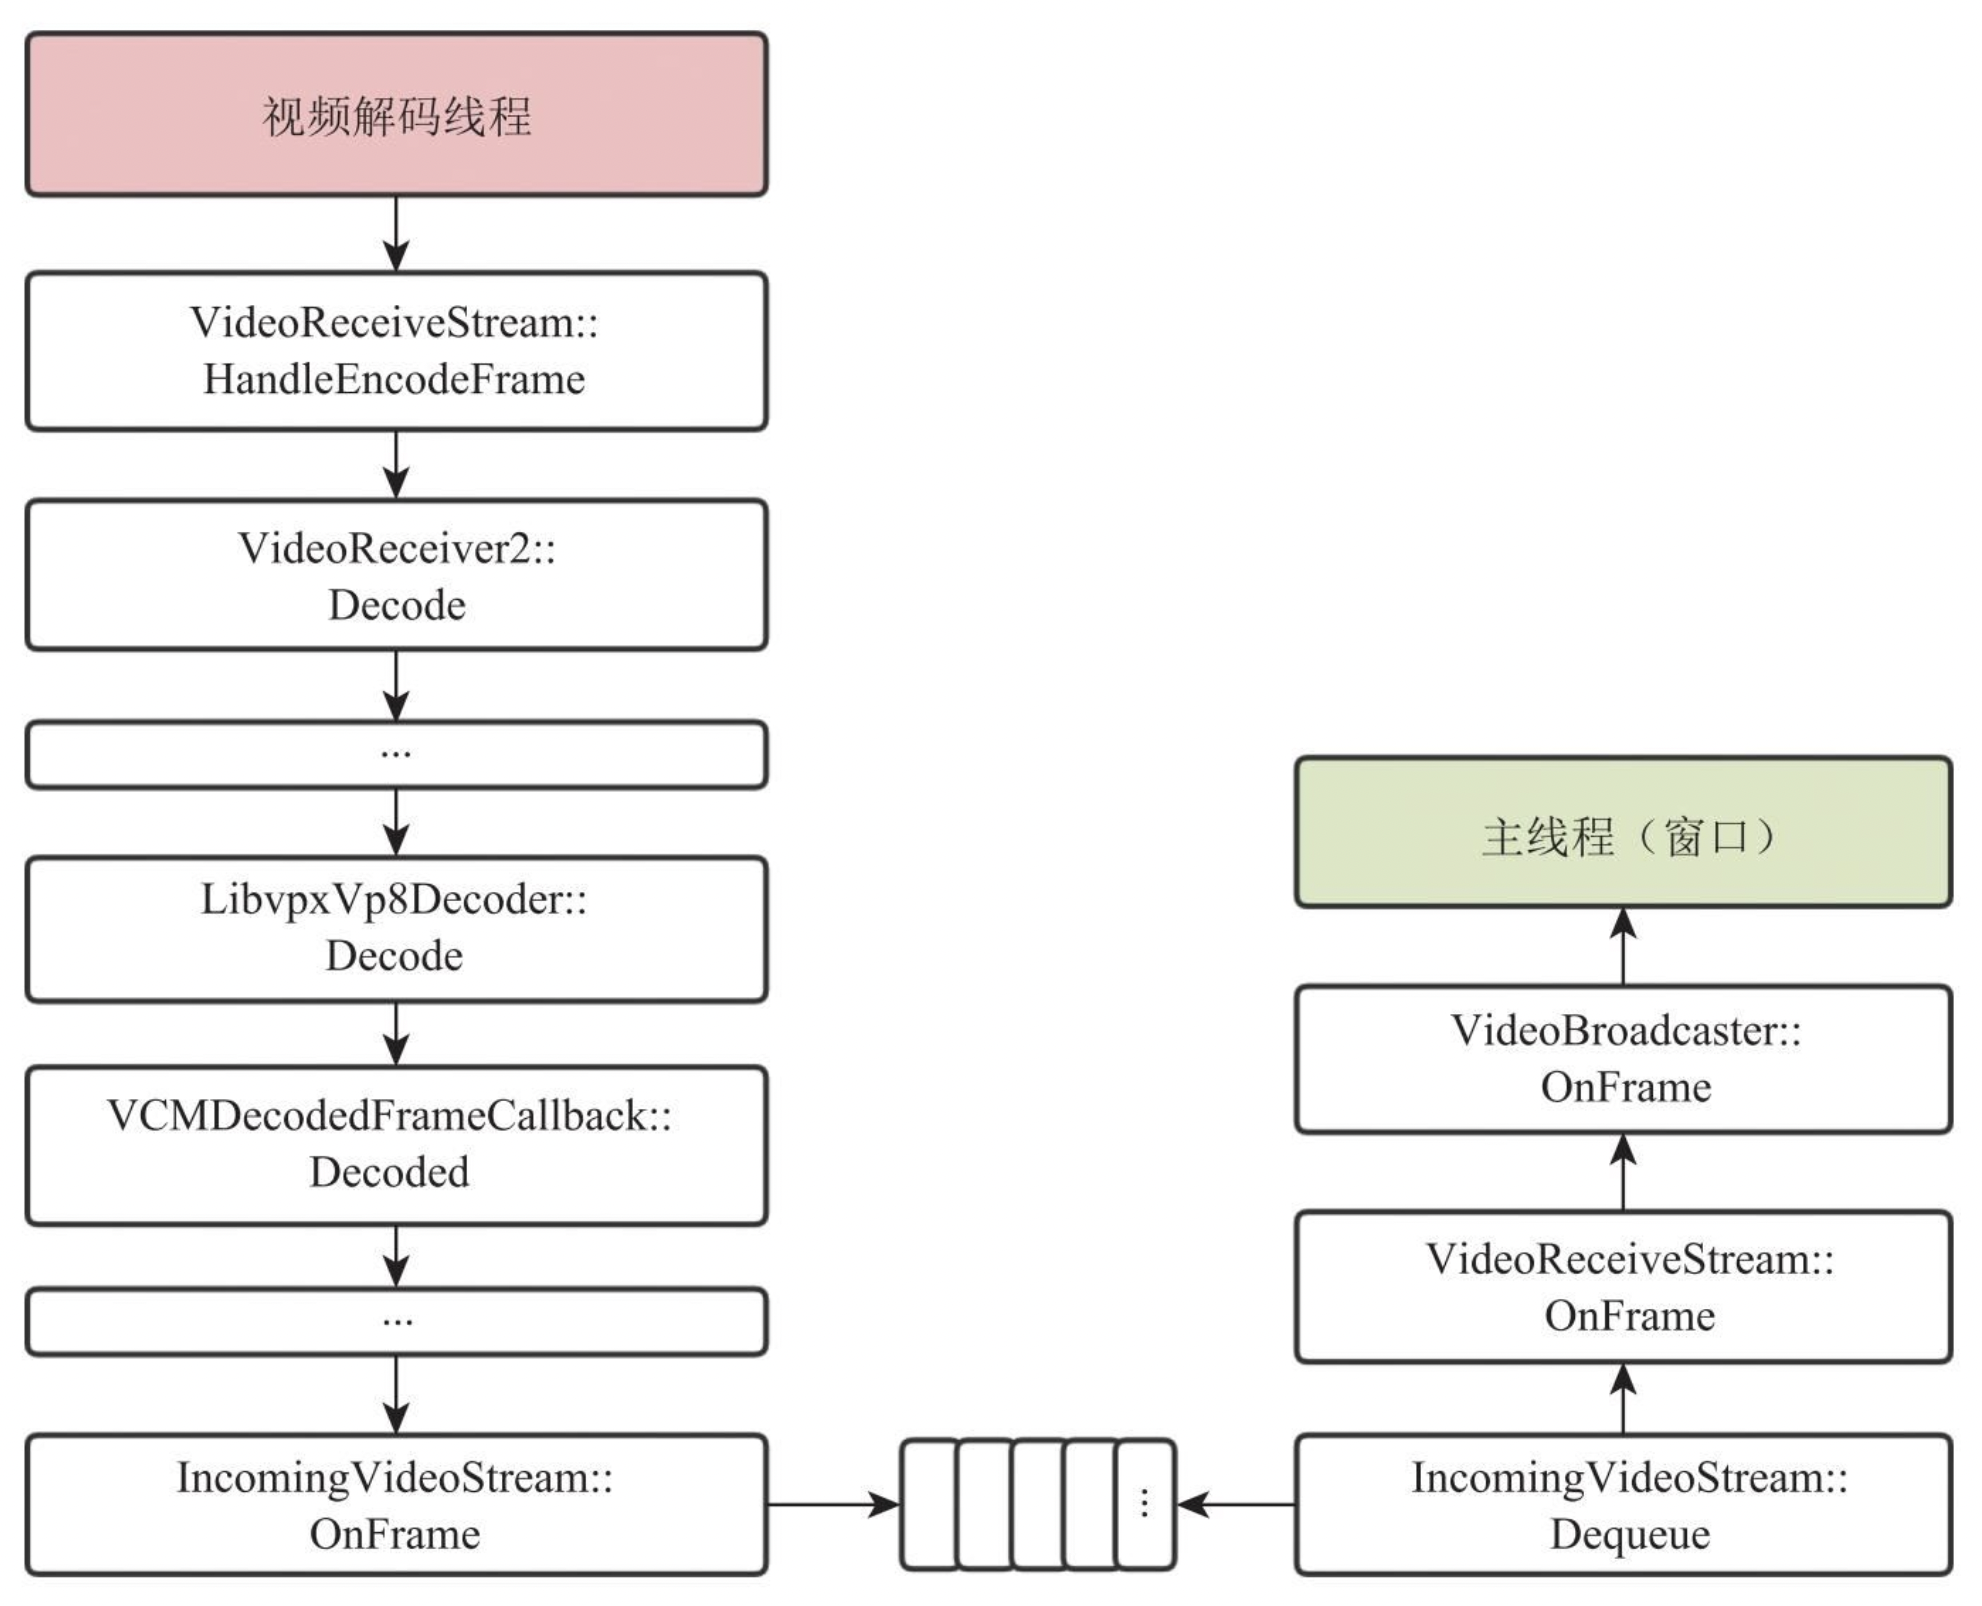 视频解码线程
VideoReceiveStream::
HandleEncodeFrame
VideoReceiver2::
Decode
...
LibvpxVp8Decoder::
Decode
VCMDecodedFrameCallback::
Decoded
...
IncomingVideoStream::
OnFrame
⋮
主线程（窗口）
VideoBroadcaster::
OnFrame
VideoReceiveStream::
OnFrame
IncomingVideoStream::
Dequeue